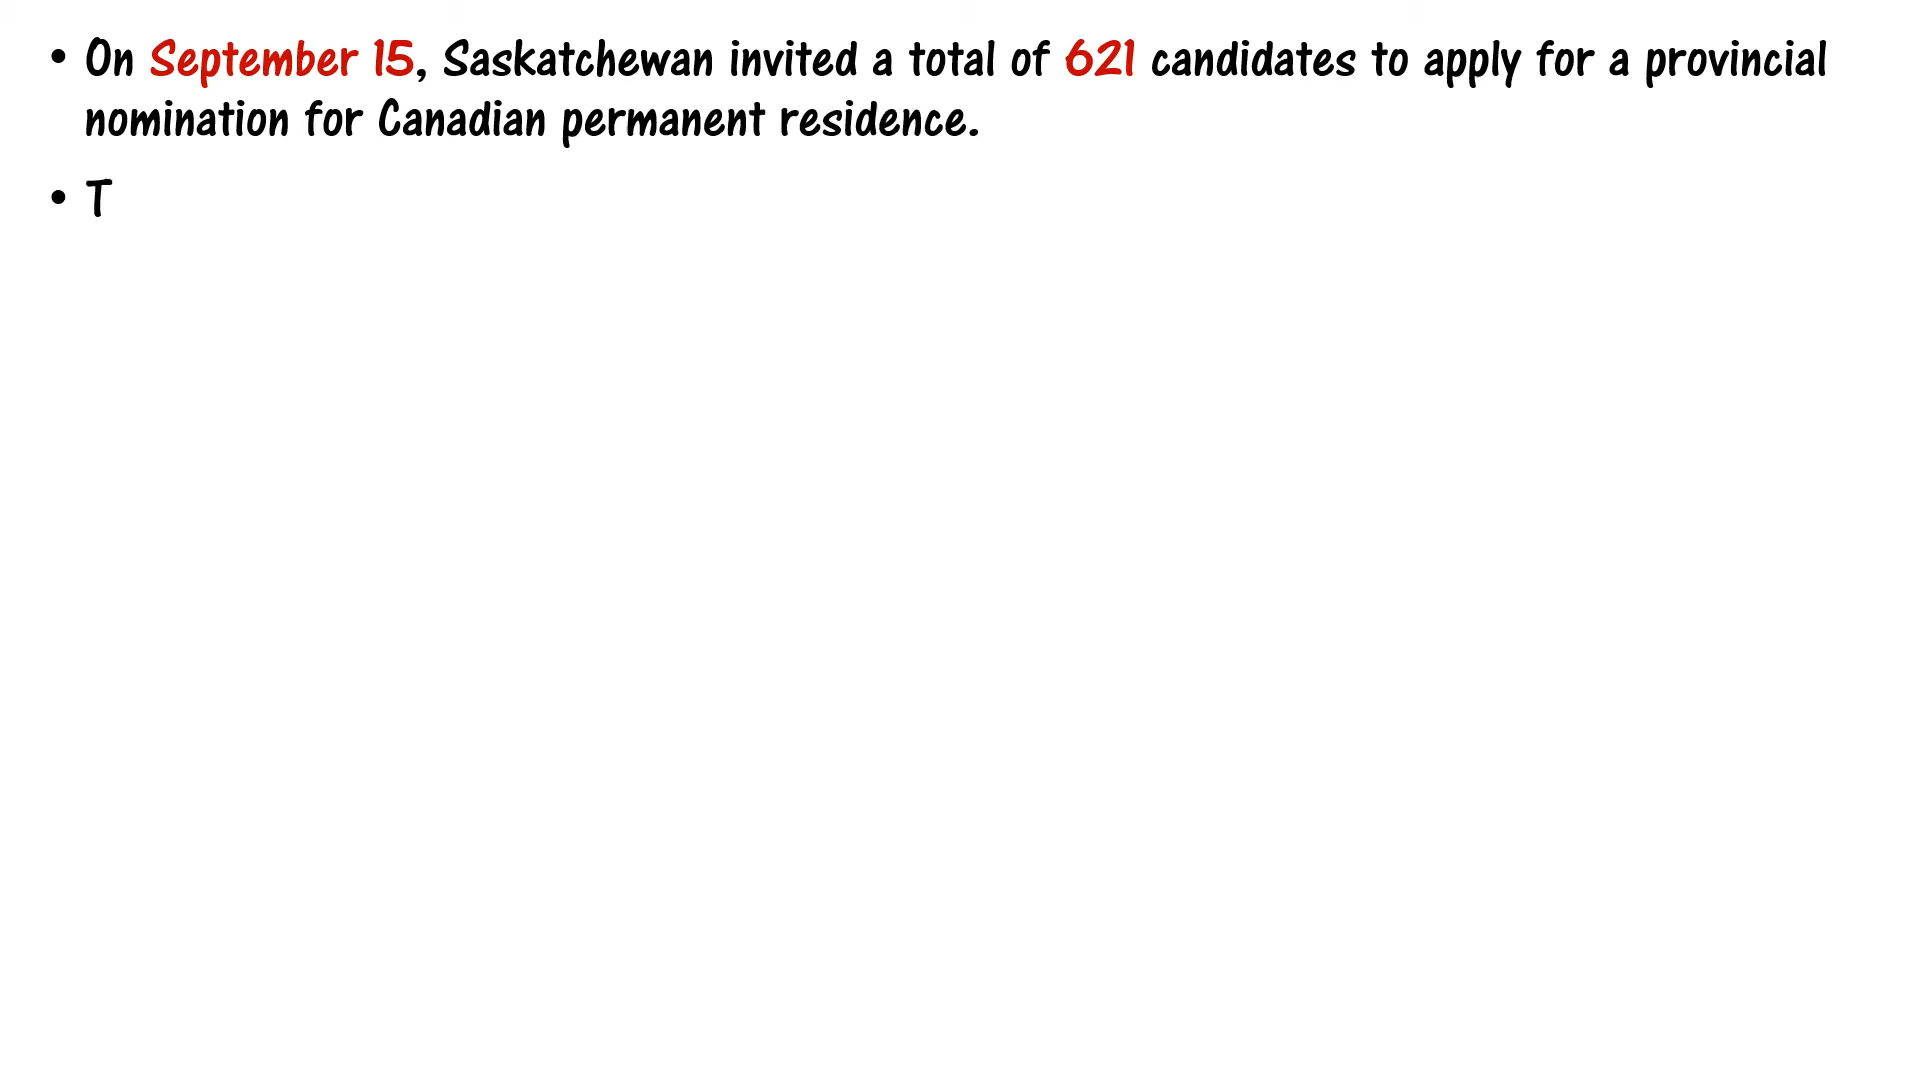 • On September 15, Saskatchewan invited a total of 621 candidates to apply for a provincial
nomination for Canadian permanent residence.
• T